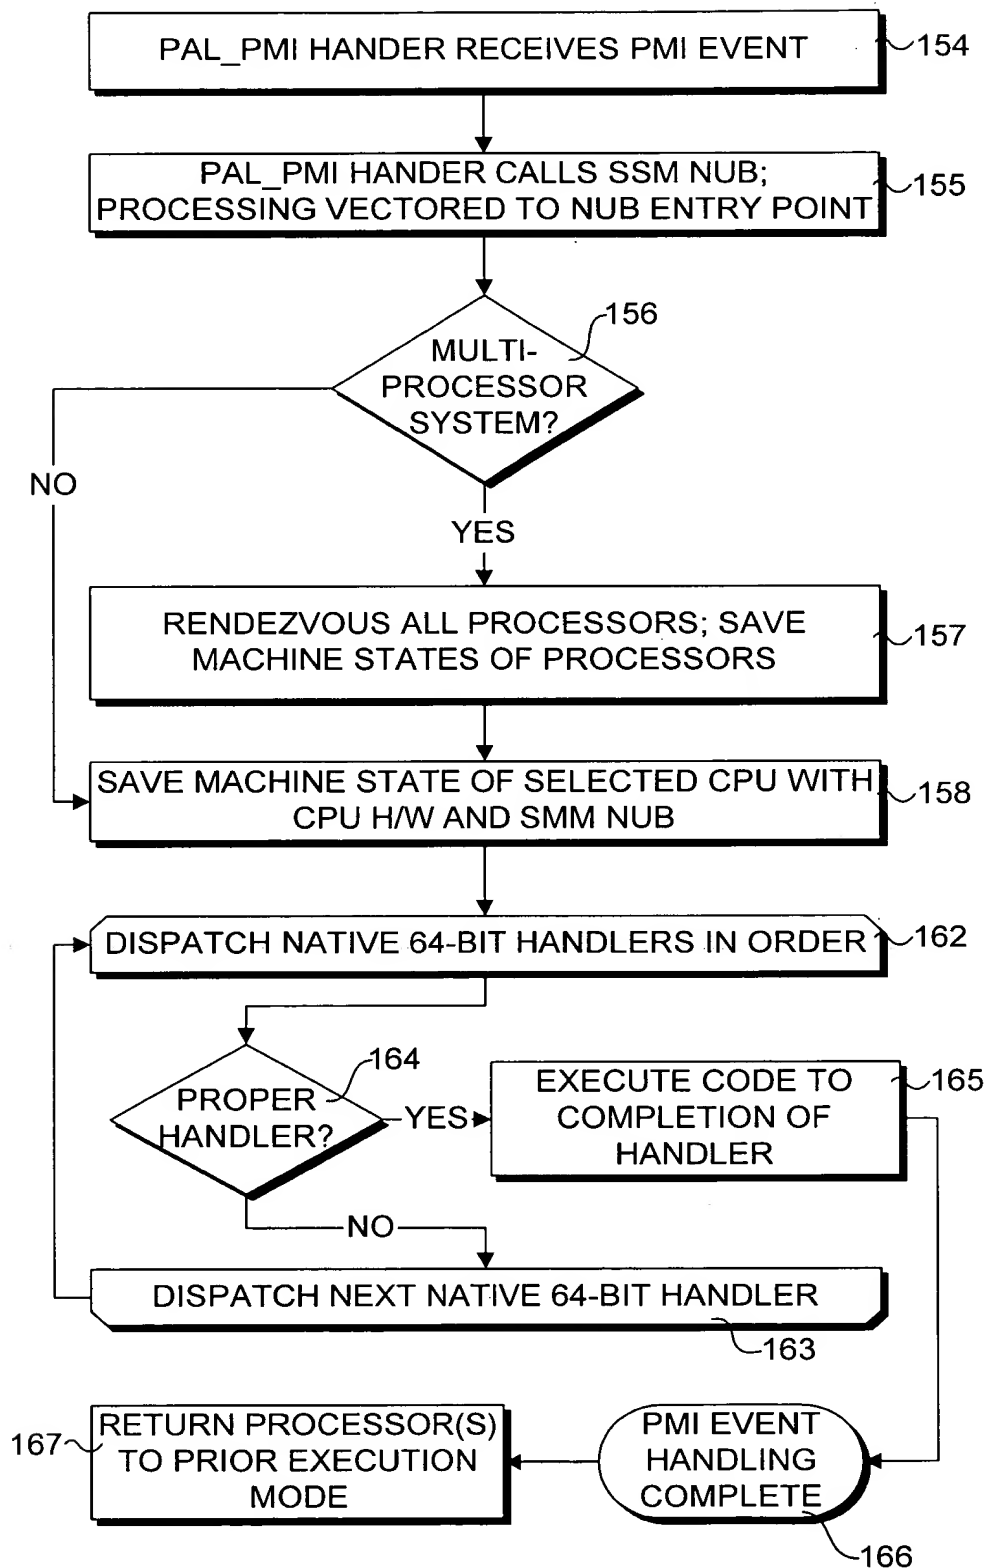 PAL_PMI HANDER RECEIVES PMI EVENT
154
PAL_PMI HANDER CALLS SSM NUB;
PROCESSING VECTORED TO NUB ENTRY POINT
155
156
MULTI-
PROCESSOR
SYSTEM?
NO
YES
RENDEZVOUS ALL PROCESSORS; SAVE
MACHINE STATES OF PROCESSORS
157
SAVE MACHINE STATE OF SELECTED CPU WITH
CPU H/W AND SMM NUB
158
DISPATCH NATIVE 64-BIT HANDLERS IN ORDER
162
164
PROPER
HANDLER?
YES
EXECUTE CODE TO
COMPLETION OF
HANDLER
165
NO
DISPATCH NEXT NATIVE 64-BIT HANDLER
163
RETURN PROCESSOR(S)
TO PRIOR EXECUTION
MODE
167
PMI EVENT
HANDLING
COMPLETE
166